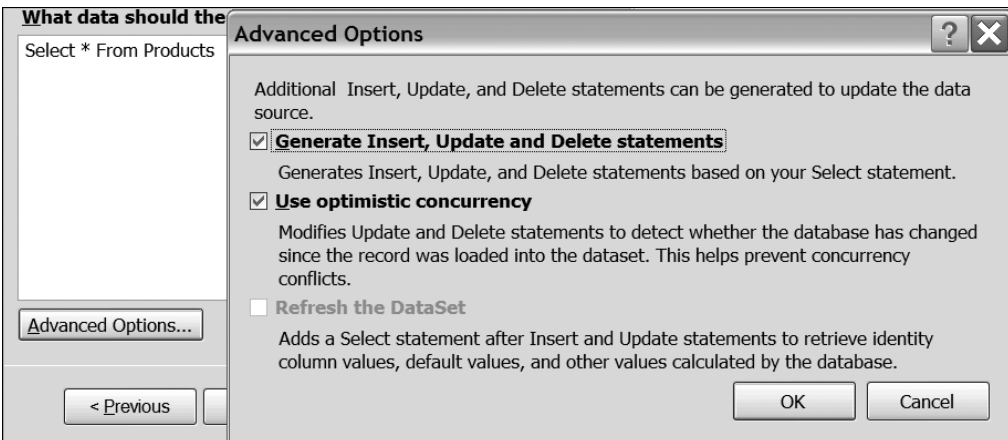 What data should the
Select * From Products
Advanced Options...
< Previous
Advanced Options
?
Additional Insert, Update, and Delete statements can be generated to update the data
source.
Generate Insert, Update and Delete statements
Generates Insert, Update, and Delete statements based on your Select statement.
Use optimistic concurrency
Modifies Update and Delete statements to detect whether the database has changed
since the record was loaded into the dataset. This helps prevent concurrency
conflicts.
Refresh the DataSet
Adds a Select statement after Insert and Update statements to retrieve identity
column values, default values, and other values calculated by the database.
OK
Cancel